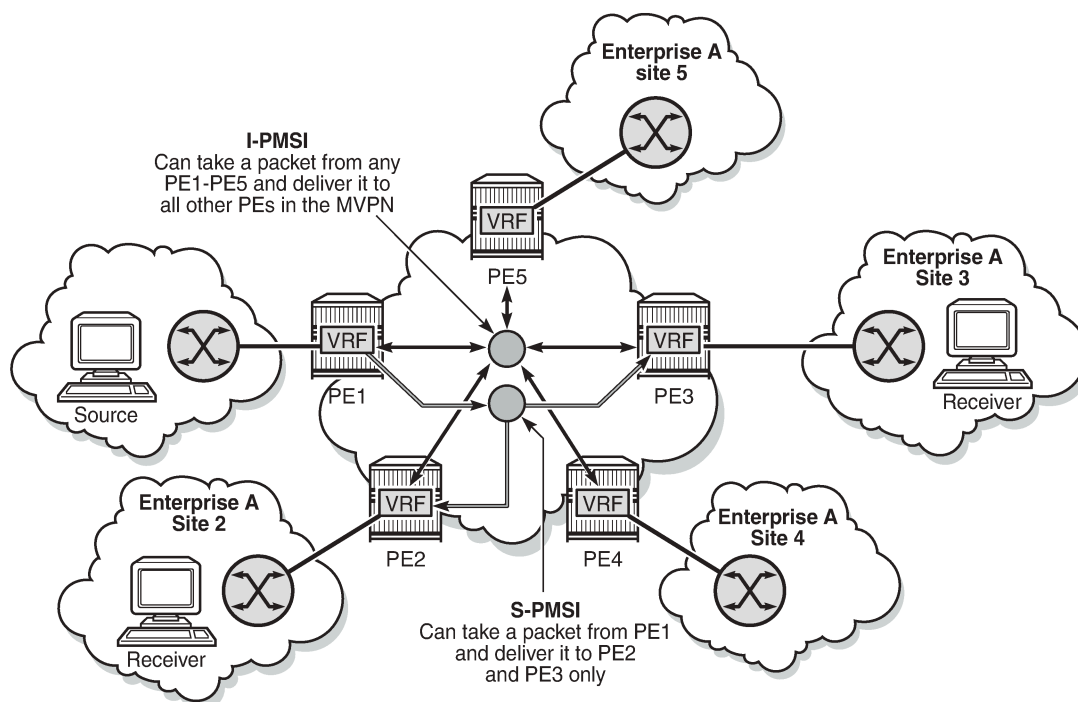 Enterprise A
site 5
I-PMSI
Can take a packet from any
PE1-PE5 and deliver it to
all other PEs in the MVPN
VRF
PE5
Enterprise A
Site 3
VRF
PE1
VRF
PE3
Source
Receiver
Enterprise A
Site 2
VRF
PE2
VRF
PE4
Enterprise A
Site 4
Receiver
S-PMSI
Can take a packet from PE1
and deliver it to PE2
and PE3 only